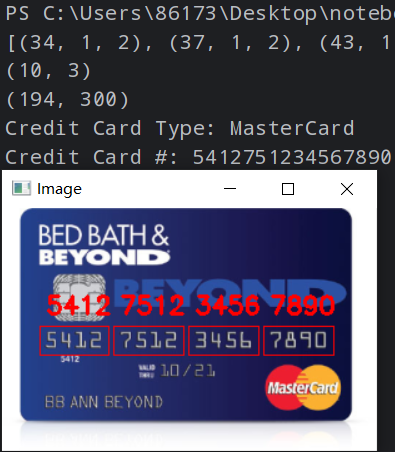 PS C:\Users\86173\Desktop\notebo
[(34, 1, 2), (37, 1, 2), (43, 1
(10, 3)
(194, 300)
Credit Card Type: MasterCard
Credit Card #: 5412751234567890
Image
BED BATH &
BEYOND
BEYOND
5412 7512 3456 7890
5412 7512 3456 7890
5412
VALID THRU 10/21
MasterCard
BB ANN BEYOND